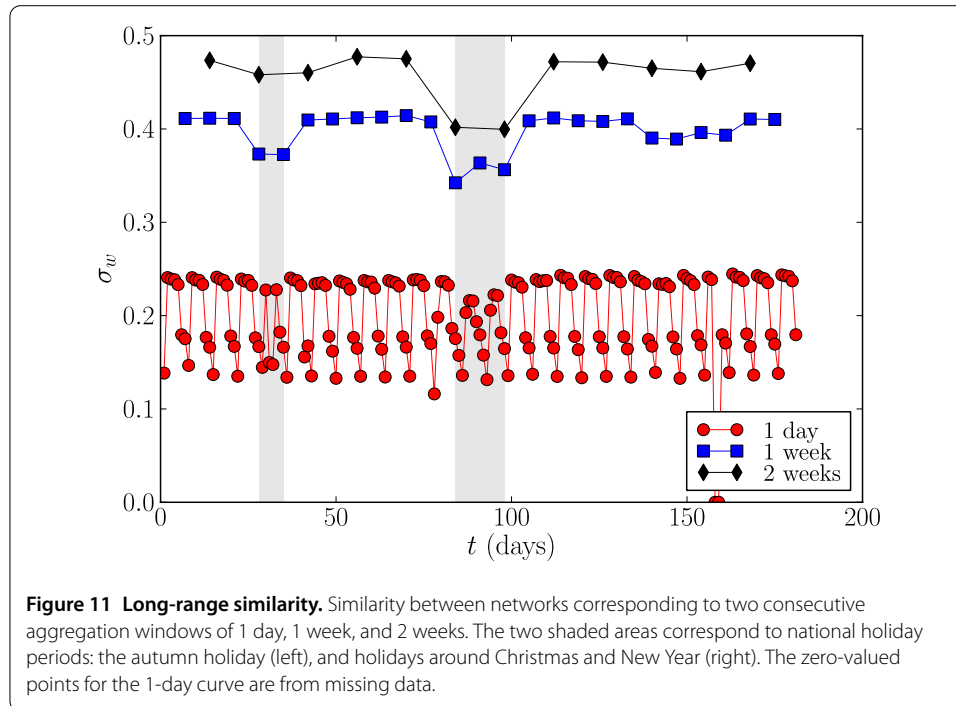 0.5
0.4
0.3
0.2
0.1
0.0
σ_w
0 50 100 150 200
t (days)
1 day
1 week
2 weeks
Figure 11 Long-range similarity. Similarity between networks corresponding to two consecutive
aggregation windows of 1 day, 1 week, and 2 weeks. The two shaded areas correspond to national holiday
periods: the autumn holiday (left), and holidays around Christmas and New Year (right). The zero-valued
points for the 1-day curve are from missing data.